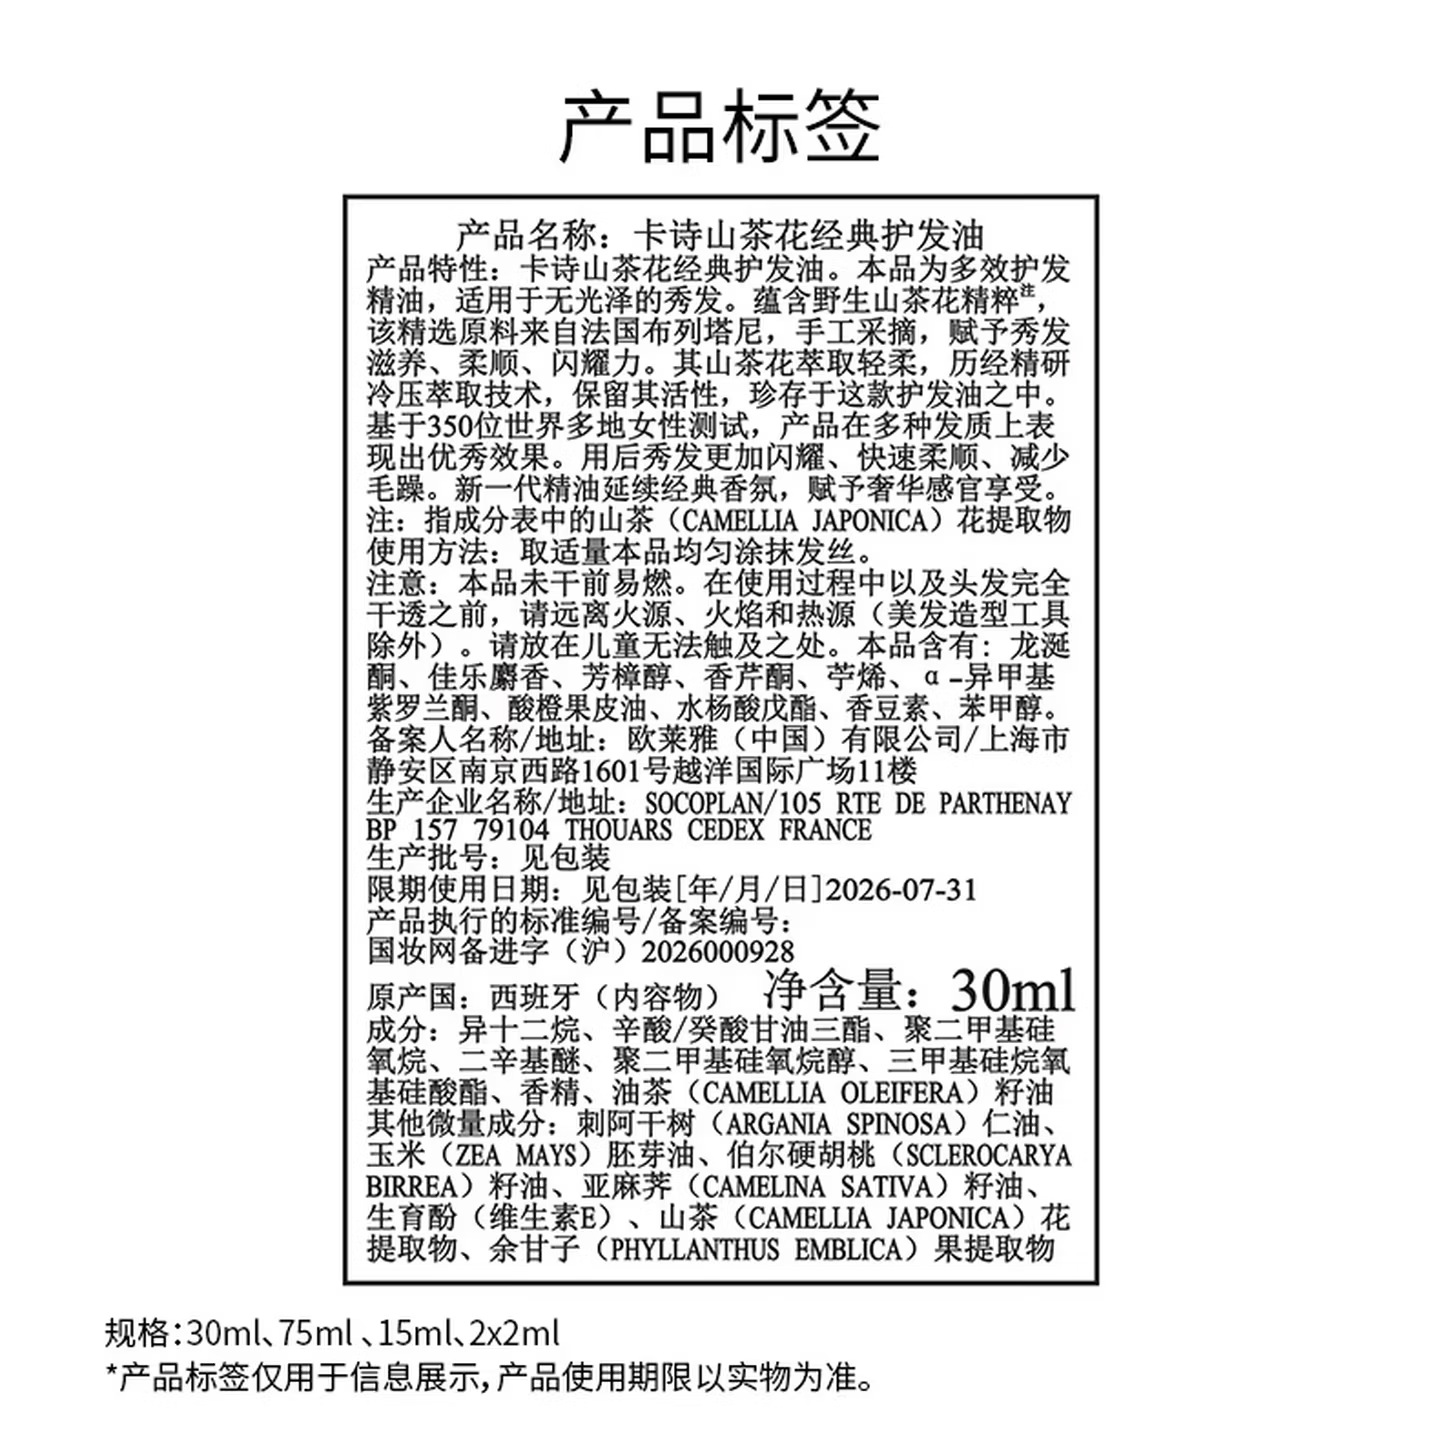 产品标签
产品名称：卡诗山茶花经典护发油
产品特性：卡诗山茶花经典护发油。本品为多效护发
精油，适用于无光泽的秀发。蕴含野生山茶花精粹注，
该精选原料来自法国布列塔尼，手工采摘，赋予秀发
滋养、柔顺、闪耀力。其山茶花萃取轻柔，历经精研
冷压萃取技术，保留其活性，珍存于这款护发油之中。
基于350位世界多地女性测试，产品在多种发质上表
现出优秀效果。用后秀发更加闪耀、快速柔顺、减少
毛躁。新一代精油延续经典香氛，赋予奢华感官享受。
注：指成分表中的山茶（CAMELLIA JAPONICA）花提取物
使用方法：取适量本品均匀涂抹发丝。
注意：本品未干前易燃。在使用过程中以及头发完全
干透之前，请远离火源、火焰和热源（美发造型工具
除外）。请放在儿童无法触及之处。本品含有：龙涎
酮、佳乐麝香、芳樟醇、香芹酮、苧烯、α-异甲基
紫罗兰酮、酸橙果皮油、水杨酸戊酯、香豆素、苯甲醇。
备案人名称/地址：欧莱雅（中国）有限公司/上海市
静安区南京西路1601号越洋国际广场11楼
生产企业名称/地址：SOCOPLAN/105 RTE DE PARTHENAY
BP 157 79104 THOUARS CEDEX FRANCE
生产批号：见包装
限期使用日期：见包装[年/月/日]2026-07-31
产品执行的标准编号/备案编号：
国妆网备进字（沪）2026000928
原产国：西班牙（内容物） 净含量：30ml
成分：异十二烷、辛酸/癸酸甘油三酯、聚二甲基硅
氧烷、二辛基醚、聚二甲基硅氧烷醇、三甲基硅烷氧
基硅酸酯、香精、油茶（CAMELLIA OLEIFERA）籽油
其他微量成分：刺阿干树（ARGANIA SPINOSA）仁油、
玉米（ZEA MAYS）胚芽油、伯尔硬胡桃（SCLEROCARYA
BIRREA）籽油、亚麻荠（CAMELINA SATIVA）籽油、
生育酚（维生素E）、山茶（CAMELLIA JAPONICA）花
提取物、余甘子（PHYLLANTHUS EMBLICA）果提取物
规格：30ml、75ml、15ml、2x2ml
*产品标签仅用于信息展示，产品使用期限以实物为准。